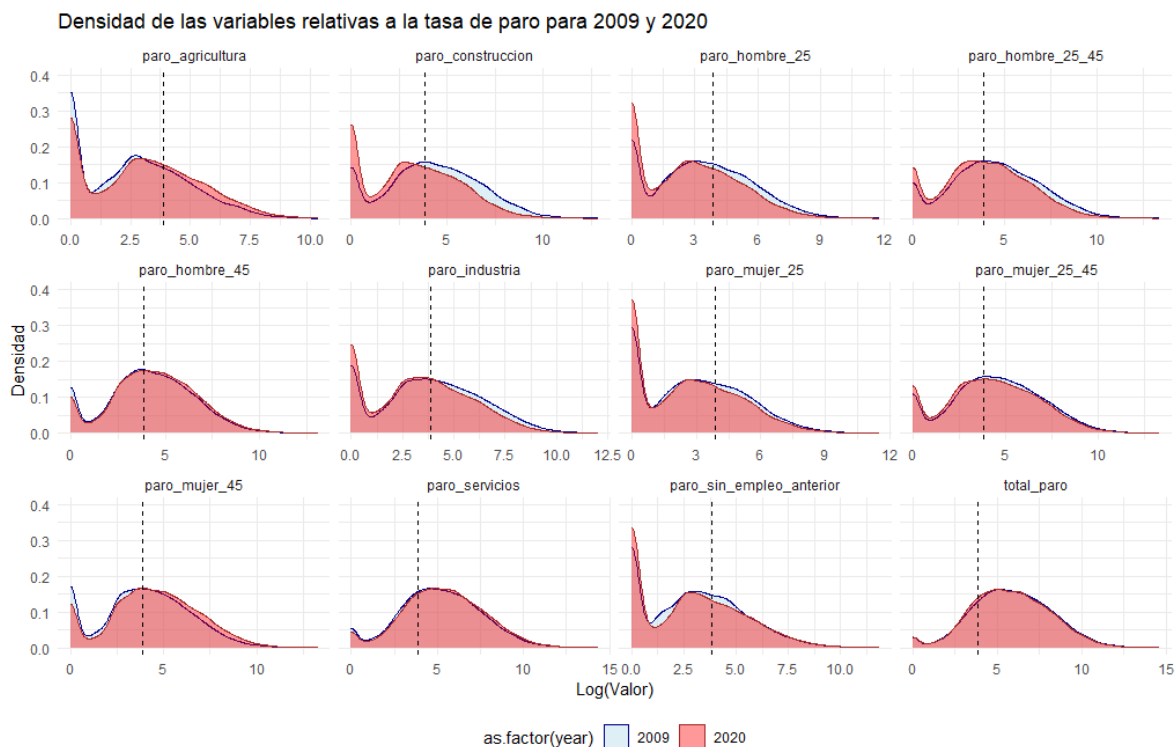 Densidad de las variables relativas a la tasa de paro para 2009 y 2020
paro_agricultura paro_construccion paro_hombre_25 paro_hombre_25_45
0.4
0.3
0.2
0.1
0.0
0.0 2.5 5.0 7.5 10.0 0 5 10 0 3 6 9 12 0 5 10
paro_hombre_45 paro_industria paro_mujer_25 paro_mujer_25_45
0.4
0.3
0.2
0.1
0.0
0 5 10 0.0 2.5 5.0 7.5 10.0 12.5 0 3 6 9 12 0 5 10
Densidad
paro_mujer_45 paro_servicios paro_sin_empleo_anterior total_paro
0.4
0.3
0.2
0.1
0.0
0 5 10 0 5 10 15 0.0 2.5 5.0 7.5 10.0 0 5 10 15
Log(Valor)
as.factor(year) 2009 2020